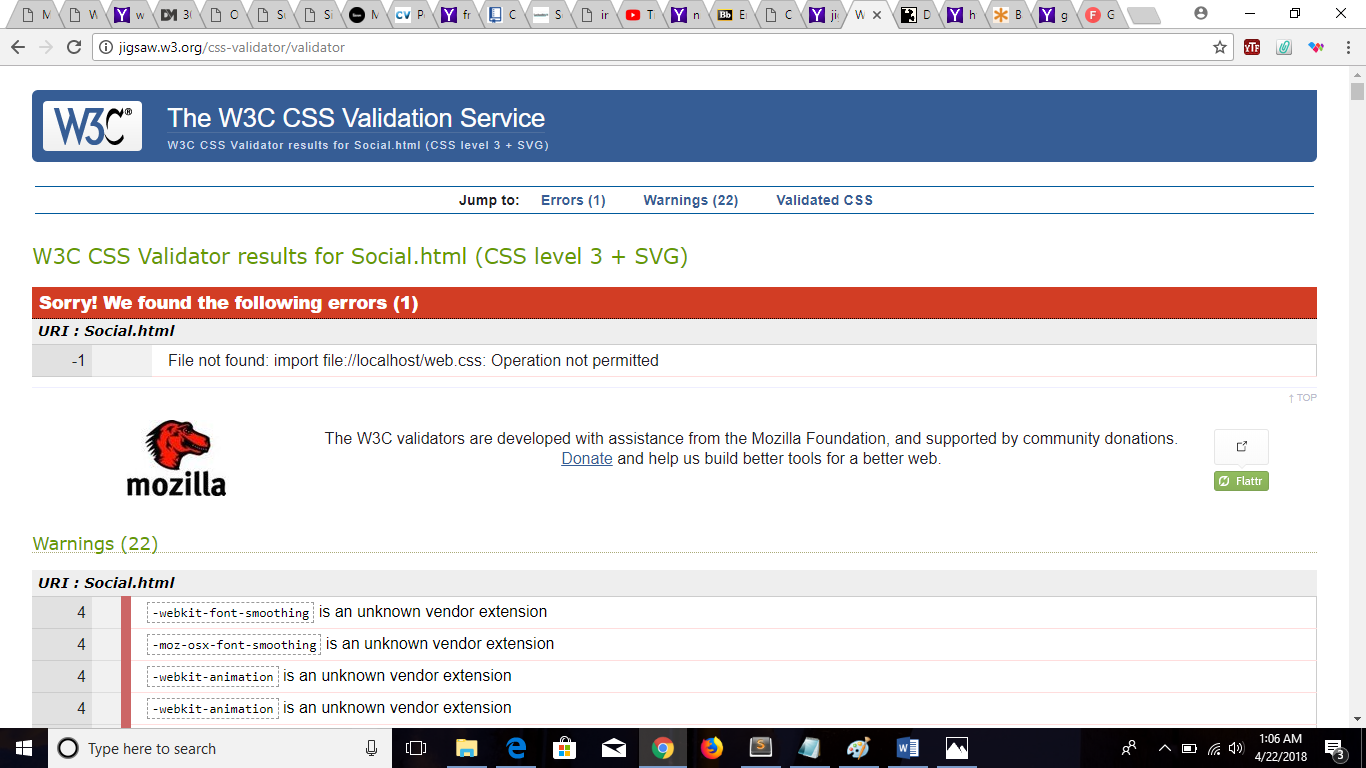 jigsaw.w3.org/css-validator/validator
W3C®
The W3C CSS Validation Service
W3C CSS Validator results for Social.html (CSS level 3 + SVG)
Jump to: Errors (1) Warnings (22) Validated CSS
W3C CSS Validator results for Social.html (CSS level 3 + SVG)
Sorry! We found the following errors (1)
URI : Social.html
-1 File not found: import file://localhost/web.css: Operation not permitted
↑ TOP
mozilla
The W3C validators are developed with assistance from the Mozilla Foundation, and supported by community donations.
Donate and help us build better tools for a better web.
Flattr
Warnings (22)
URI : Social.html
4 -webkit-font-smoothing is an unknown vendor extension
4 -moz-osx-font-smoothing is an unknown vendor extension
4 -webkit-animation is an unknown vendor extension
4 -webkit-animation is an unknown vendor extension
Type here to search
1:06 AM
4/22/2018
3